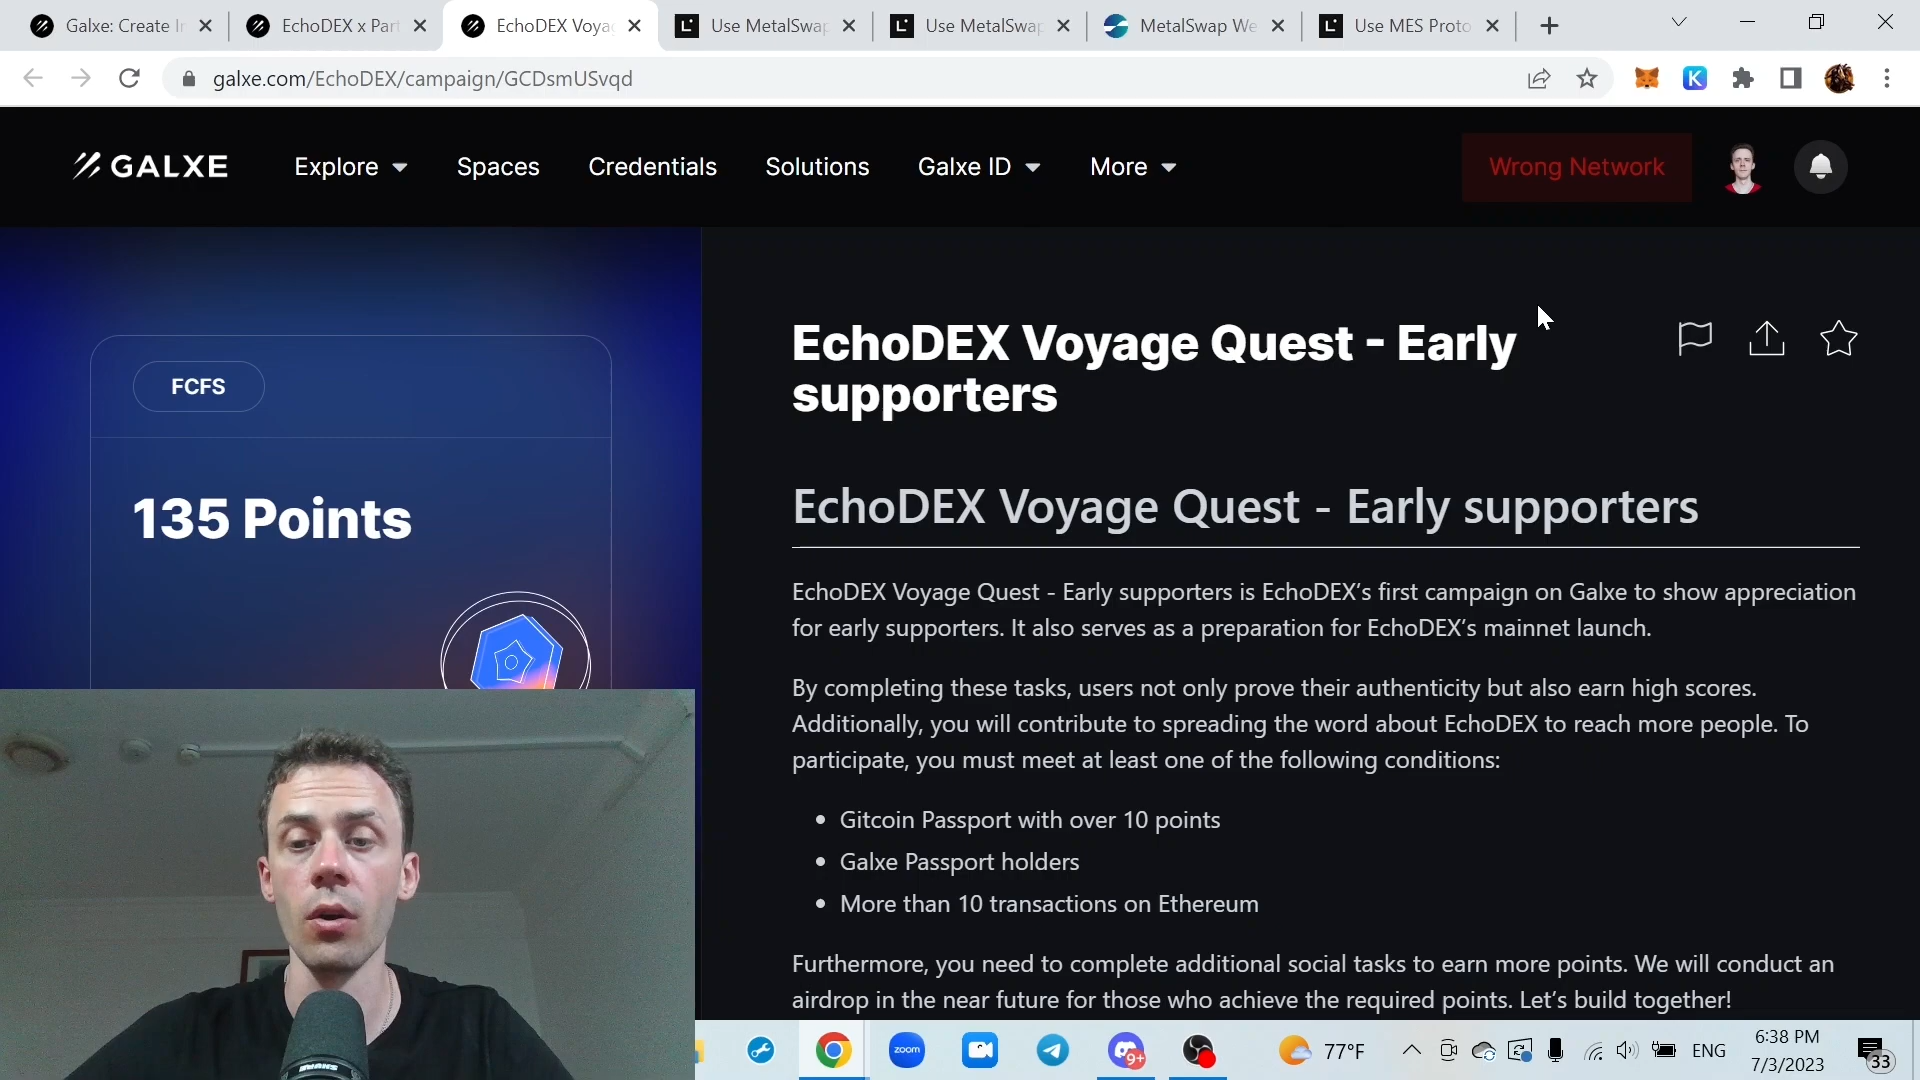 Galxe: Create In
EchoDEX x Part
EchoDEX Voya
Use MetalSwap
Use MetalSwap
MetalSwap We
Use MES Proto
galxe.com/EchoDEX/campaign/GCDsmUSvqd
GALXE
Explore
Spaces
Credentials
Solutions
Galxe ID
More
Wrong Network
FCFS
135 Points
EchoDEX Voyage Quest - Early
supporters
EchoDEX Voyage Quest - Early supporters
EchoDEX Voyage Quest - Early supporters is EchoDEX’s first campaign on Galxe to show appreciation
for early supporters. It also serves as a preparation for EchoDEX’s mainnet launch.
By completing these tasks, users not only prove their authenticity but also earn high scores.
Additionally, you will contribute to spreading the word about EchoDEX to reach more people. To
participate, you must meet at least one of the following conditions:
• Gitcoin Passport with over 10 points
• Galxe Passport holders
• More than 10 transactions on Ethereum
Furthermore, you need to complete additional social tasks to earn more points. We will conduct an
airdrop in the near future for those who achieve the required points. Let’s build together!
SHURE
zoom
9+
77°F
ENG
6:38 PM
7/3/2023
33